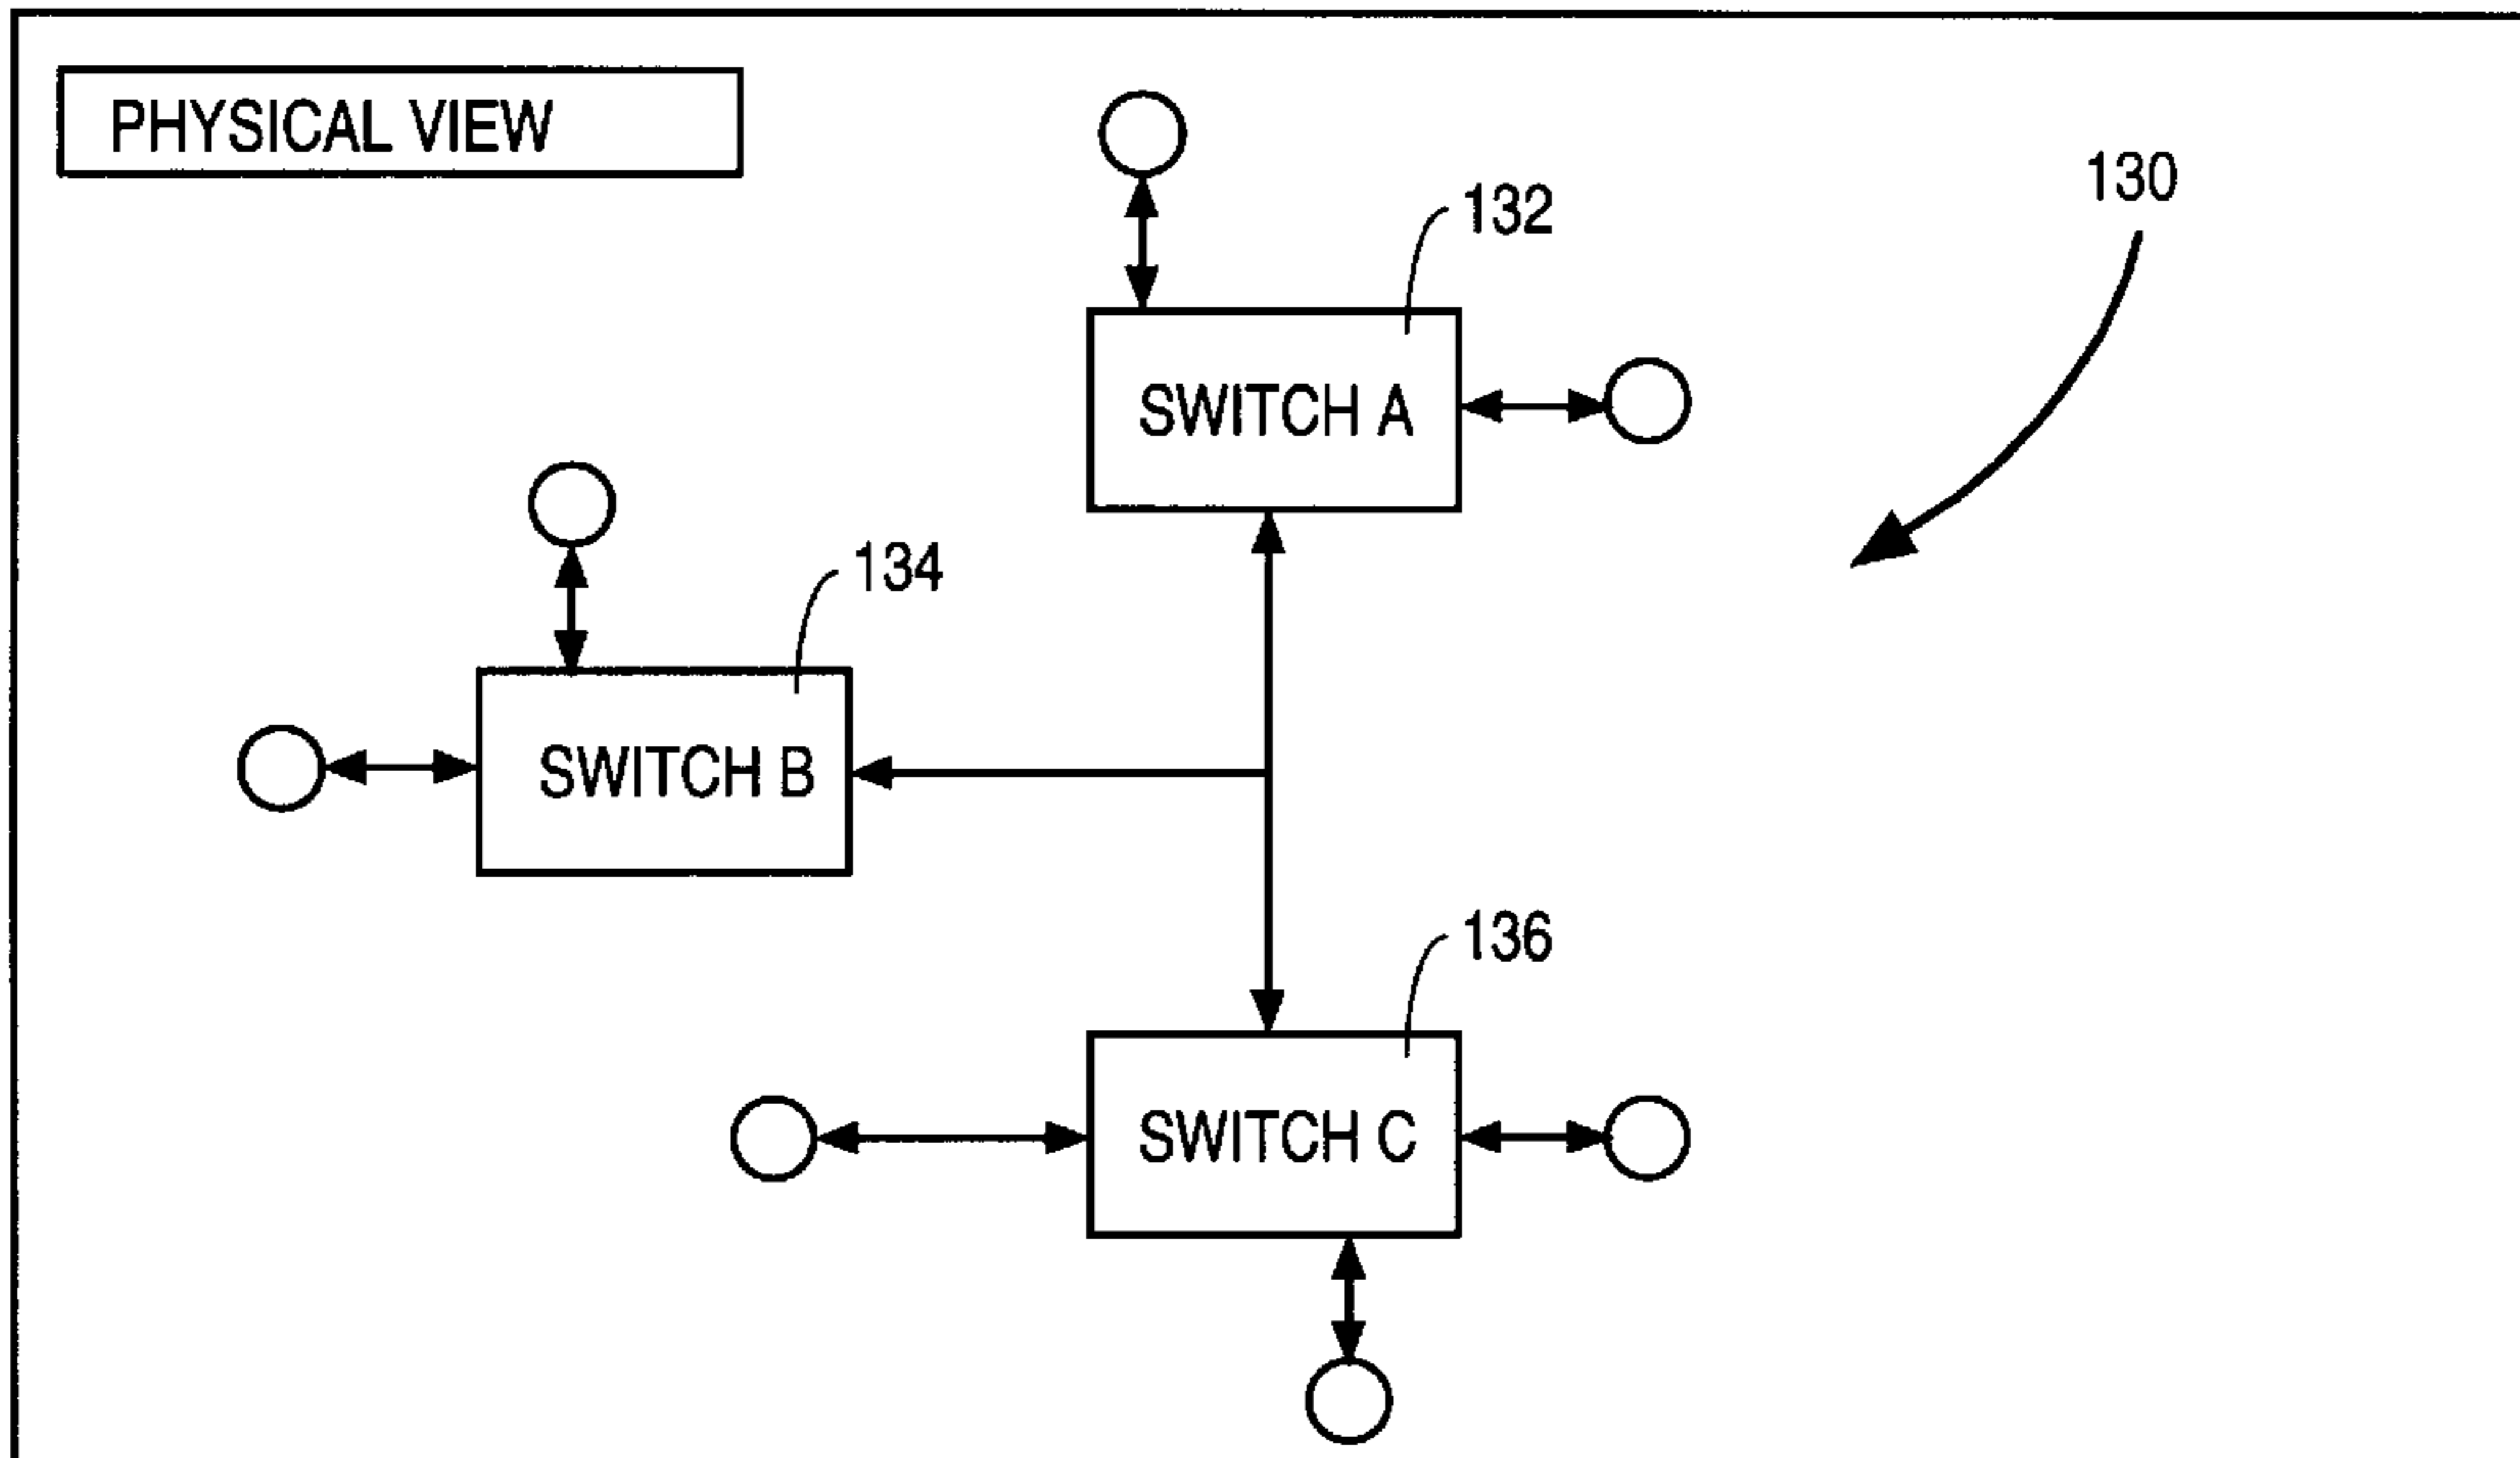 PHYSICAL VIEW
130
132
SWITCH A
134
SWITCH B
136
SWITCH C